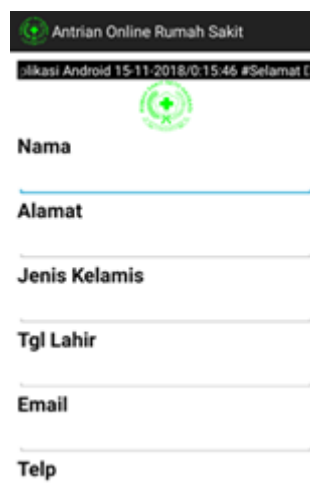 Antrian Online Rumah Sakit
plikasi Android 15-11-2018/0:15:46 #Selamat D
Nama
Alamat
Jenis Kelamis
Tgl Lahir
Email
Telp